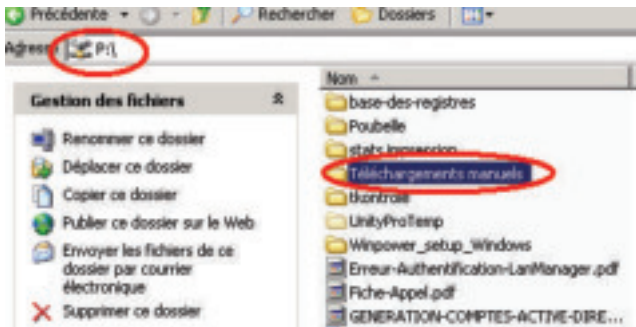 Précédente
Rechercher
Dossiers
Adresse P:\
Nom
Gestion des fichiers
Renommer ce dossier
Déplacer ce dossier
Copier ce dossier
Publier ce dossier sur le Web
Envoyer les fichiers de ce
dossier par courrier
électronique
Supprimer ce dossier
base-des-registres
Poubelle
stats impression
Téléchargements manuels
tkontrole
UnityProTemp
Winpower_setup_Windows
Erreur-Authentification-LanManager.pdf
Fiche-Appel.pdf
GENERATION-COMPTES-ACTIVE-DIRE...